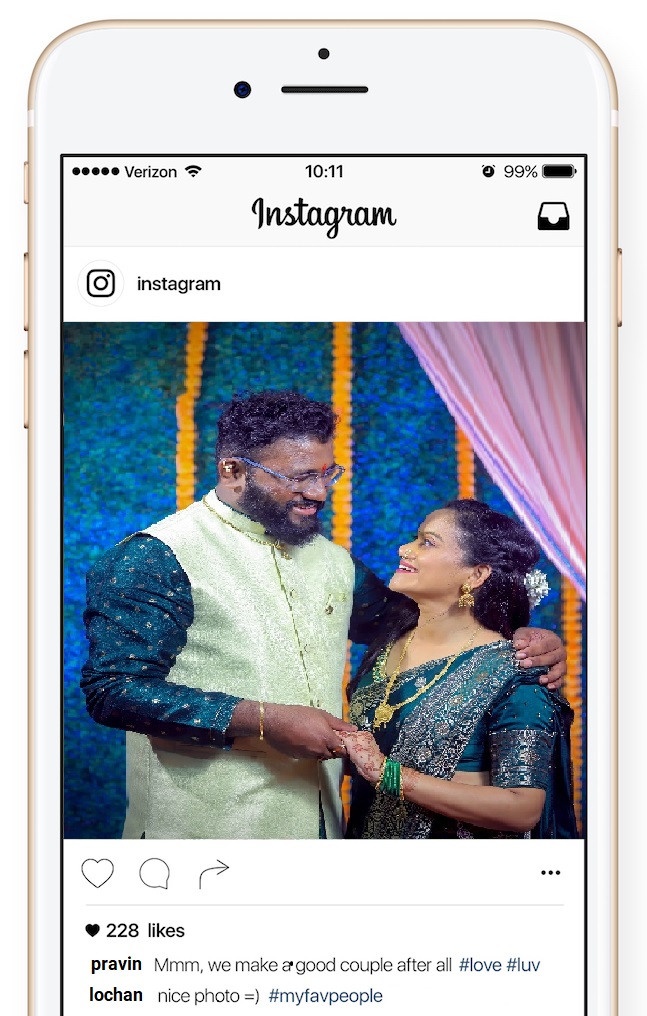 Verizon 10:11 99%
Instagram
instagram
228 likes
pravin Mmm, we make a good couple after all #love #luv
lochan nice photo =) #myfavpeople